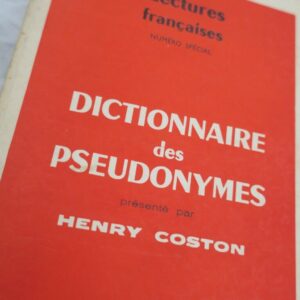 Lectures
françaises
NUMÉRO SPÉCIAL
DICTIONNAIRE
des
PSEUDONYMES
présenté par
HENRY COSTON